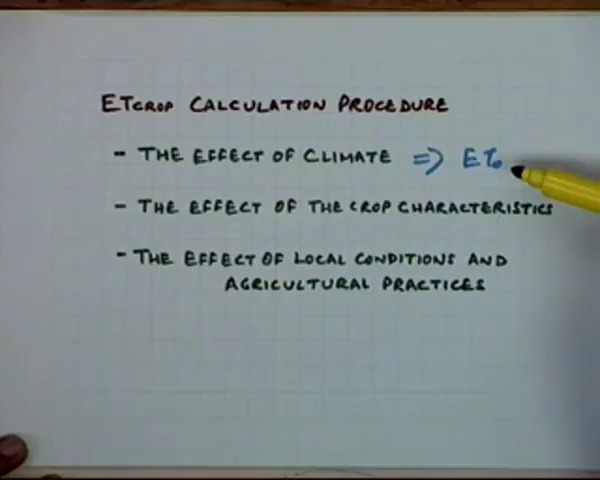 ETCROP CALCULATION PROCEDURE
- THE EFFECT OF CLIMATE => ETo
- THE EFFECT OF THE CROP CHARACTERISTICS
- THE EFFECT OF LOCAL CONDITIONS AND
AGRICULTURAL PRACTICES